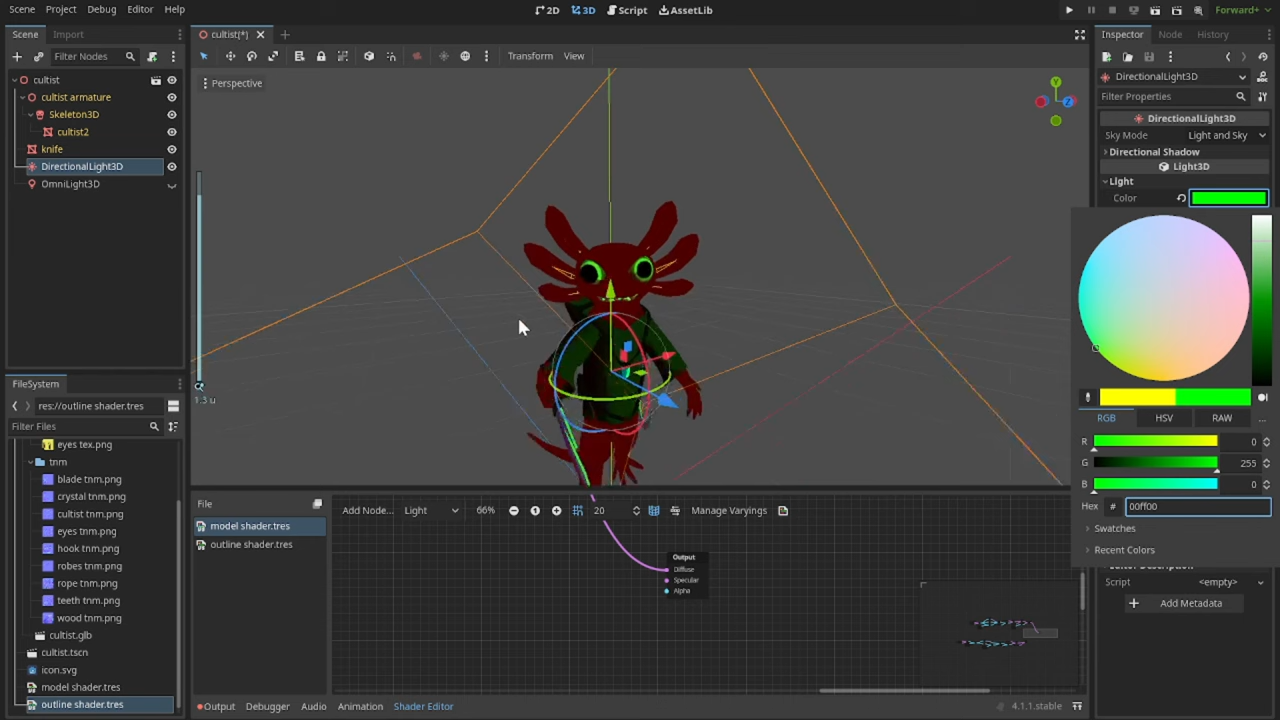 Scene Project Debug Editor Help
2D 3D Script AssetLib
Forward+
Scene Import
Filter Nodes
cultist
cultist armature
Skeleton3D
cultist2
knife
DirectionalLight3D
OmniLight3D
FileSystem
res://outline shader.tres
Filter Files
eyes tex.png
tnm
blade tnm.png
crystal tnm.png
cultist tnm.png
eyes tnm.png
hook tnm.png
robes tnm.png
rope tnm.png
teeth tnm.png
wood tnm.png
cultist.glb
cultist.tscn
icon.svg
model shader.tres
outline shader.tres
cultist(*)
Transform View
Perspective
1.3 u
File
model shader.tres
outline shader.tres
Add Node... Light 66% 20 Manage Varyings
Output
Diffuse
Specular
Alpha
Output Debugger Audio Animation Shader Editor
4.1.1.stable
Inspector Node History
DirectionalLight3D
Filter Properties
DirectionalLight3D
Sky Mode Light and Sky
Directional Shadow
Light3D
Light
Color
RGB HSV RAW ...
R 0
G 255
B 0
Hex # 00ff00
Swatches
Recent Colors
Editor Description
Script <empty>
Add Metadata